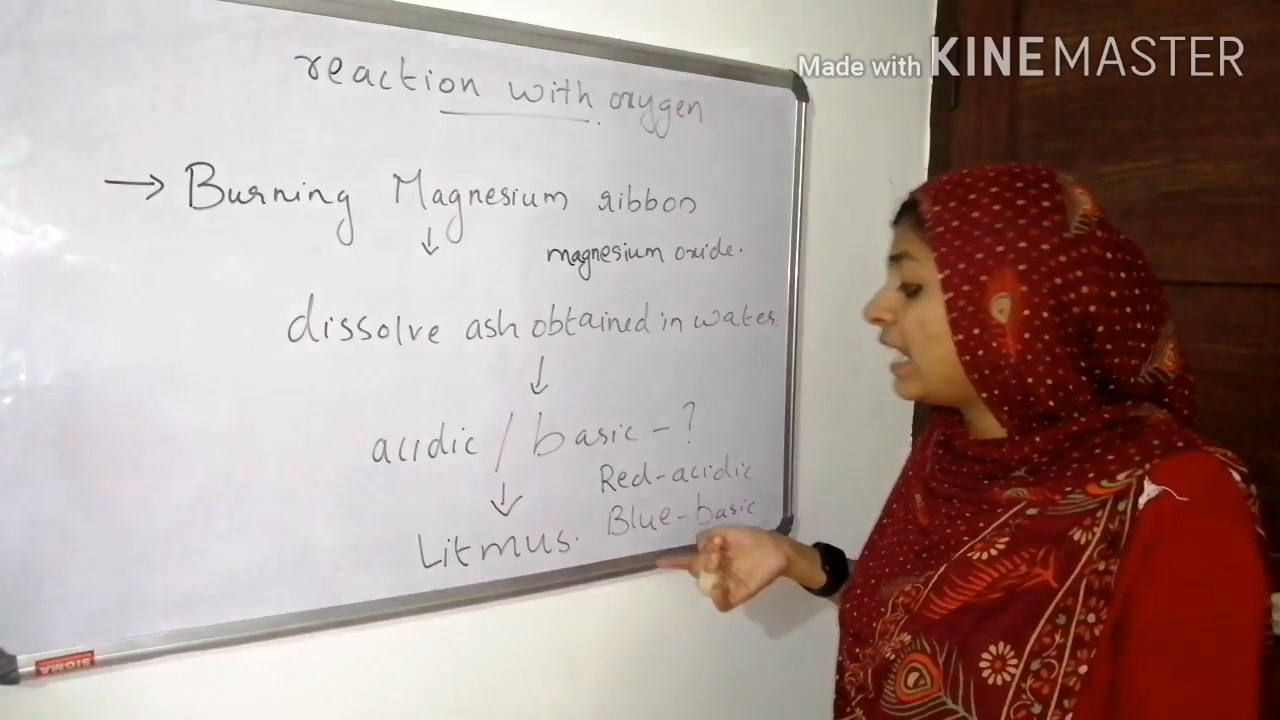 Made with KINEMASTER
reaction with oxygen
→ Burning Magnesium ribbon
↓
magnesium oxide.
dissolve ash obtained in water.
↓
acidic / basic - ?
↓
Red - acidic
Blue - basic
Litmus.
SIGMA